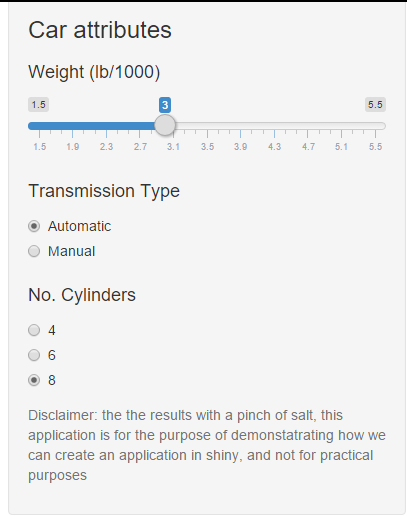 Car attributes
Weight (lb/1000)
1.5 3 5.5
1.5 1.9 2.3 2.7 3.1 3.5 3.9 4.3 4.7 5.1 5.5
Transmission Type
Automatic
Manual
No. Cylinders
4
6
8
Disclaimer: the the results with a pinch of salt, this
application is for the purpose of demonstatrating how we
can create an application in shiny, and not for practical
purposes